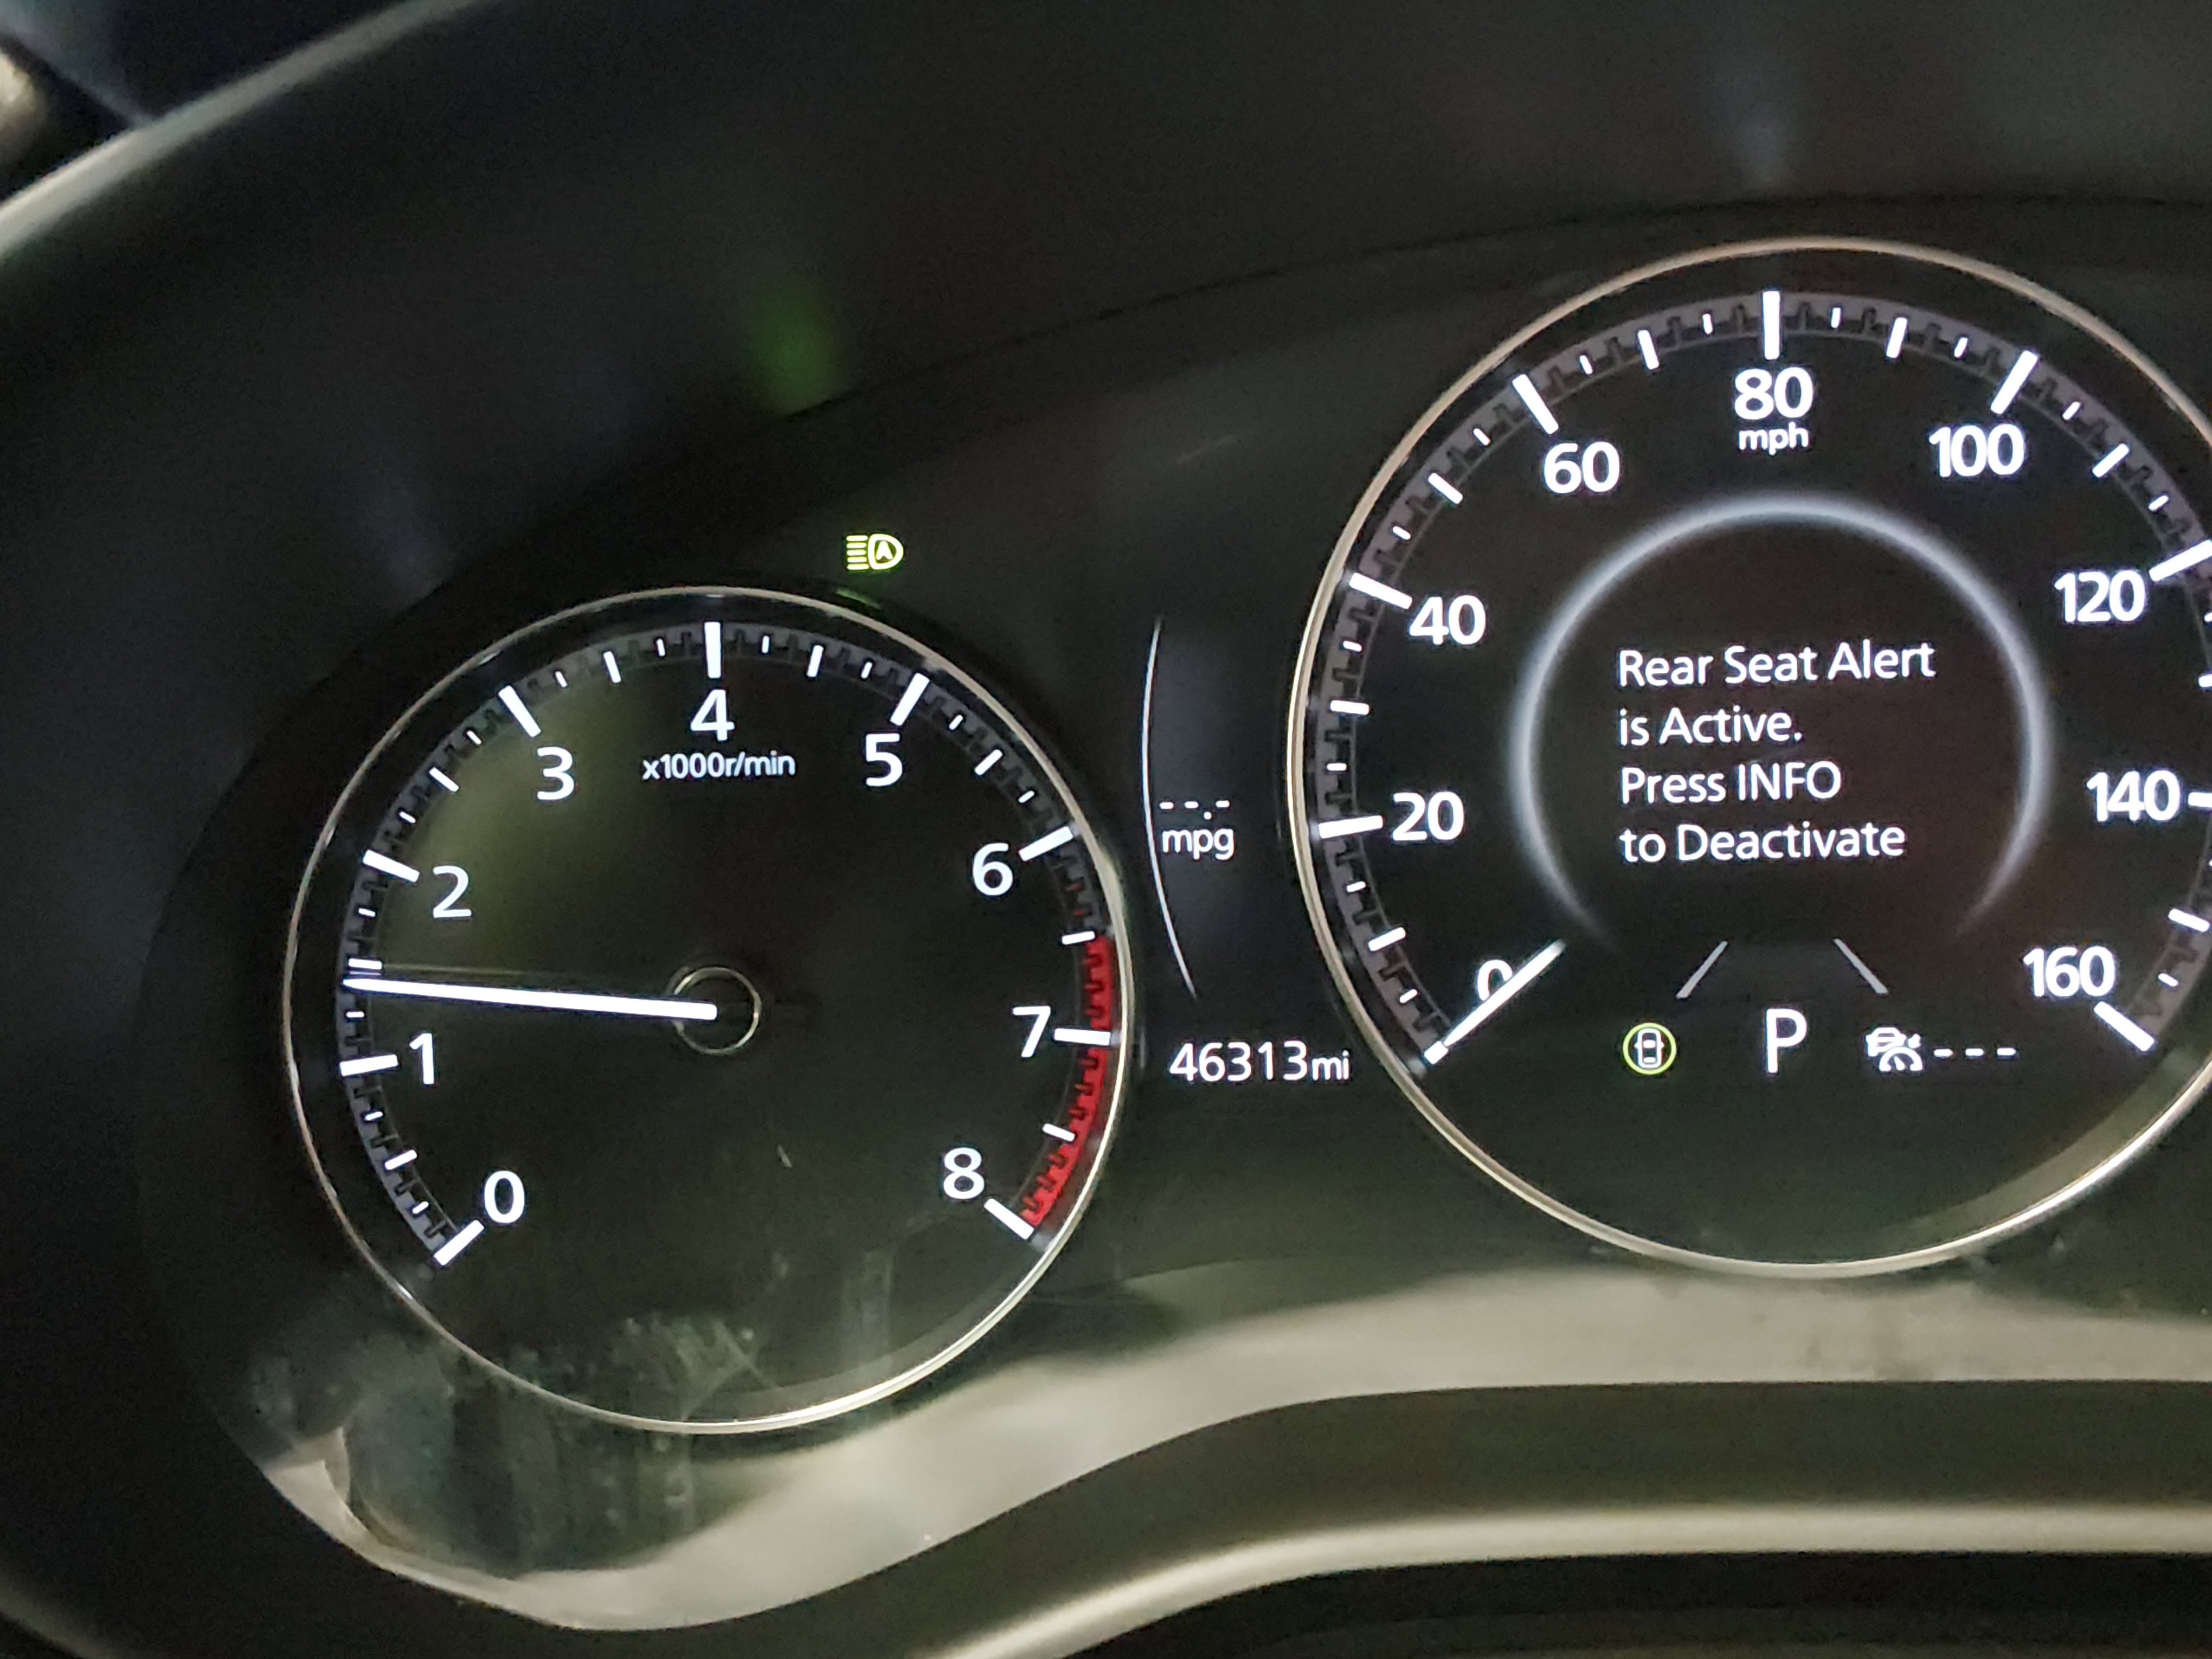 A
4
x1000r/min
3
5
2
6
1
7
0
8
--.-
mpg
46313mi
80
mph
60
100
40
120
20
140
0
160
Rear Seat Alert
is Active.
Press INFO
to Deactivate
P
---